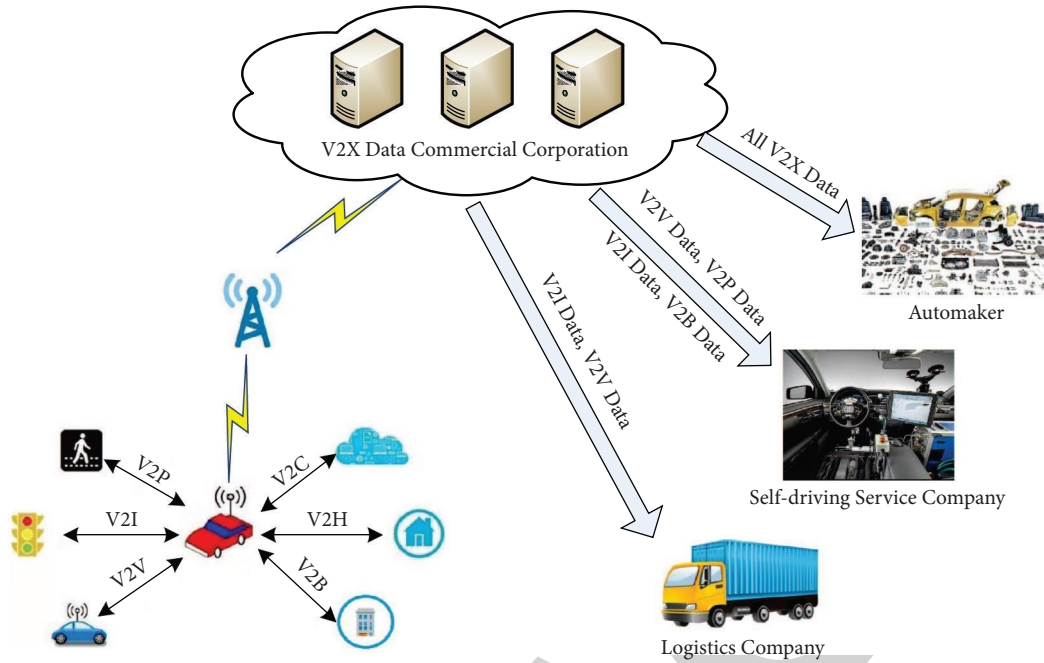 V2X Data Commercial Corporation
All V2X Data
V2V Data, V2P Data
V2I Data, V2B Data
V2I Data, V2V Data
Automaker
Self-driving Service Company
Logistics Company
V2P
V2C
V2I
V2H
V2V
V2B